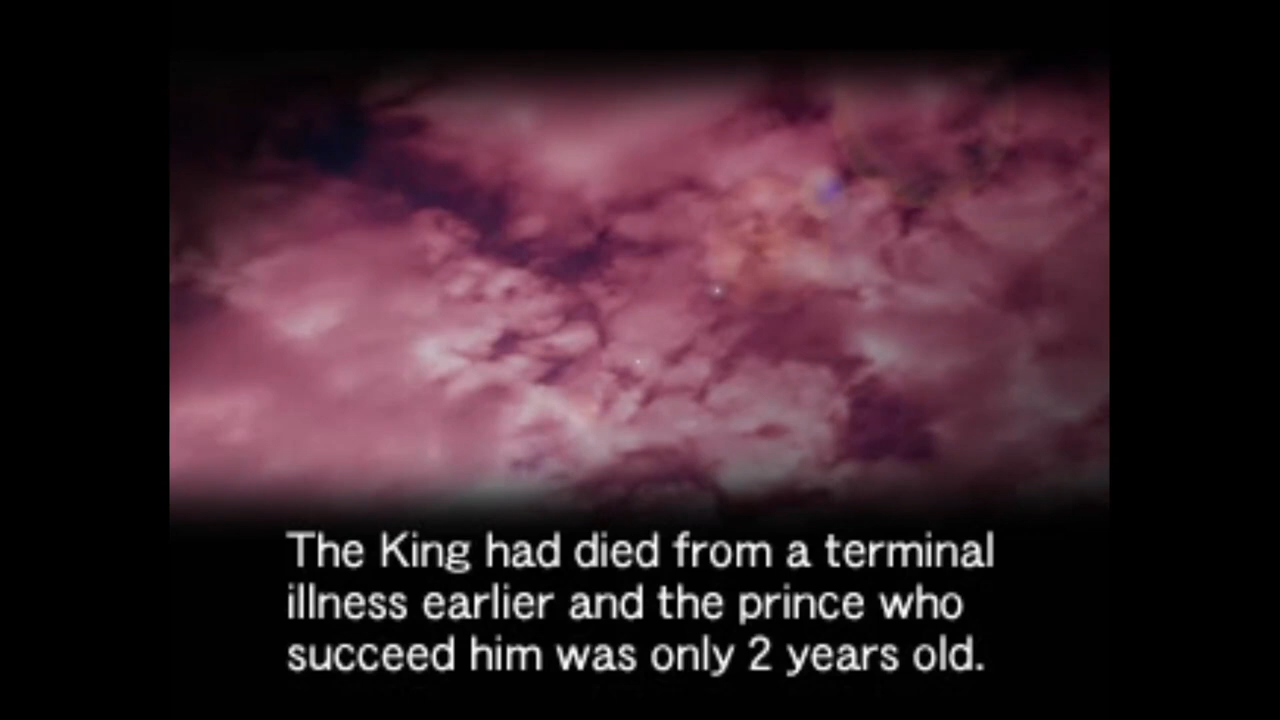 The King had died from a terminal
illness earlier and the prince who
succeed him was only 2 years old.